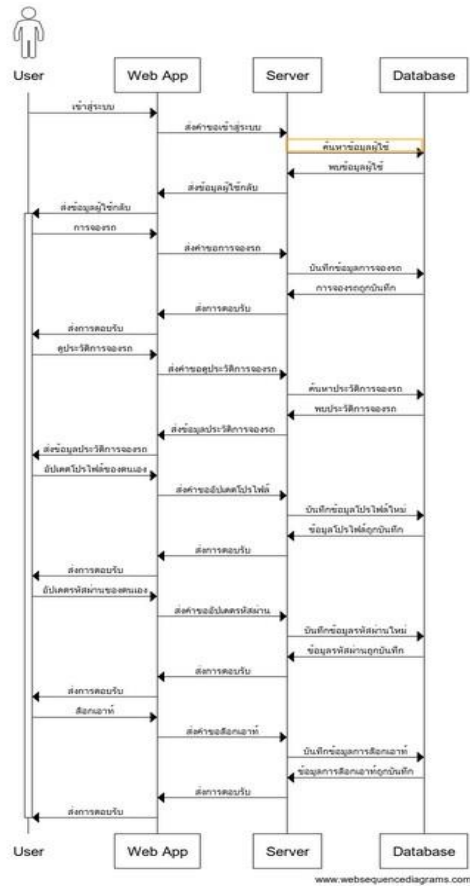 User Web App Server Database
เข้าสู่ระบบ
ส่งคำขอเข้าสู่ระบบ
ค้นหาข้อมูลผู้ใช้
พบข้อมูลผู้ใช้
ส่งข้อมูลผู้ใช้กลับ
ส่งข้อมูลผู้ใช้กลับ
การจองรถ
ส่งคำขอการจองรถ
บันทึกข้อมูลการจองรถ
การจองรถถูกบันทึก
ส่งการตอบรับ
ส่งการตอบรับ
ดูประวัติการจองรถ
ส่งคำขอดูประวัติการจองรถ
ค้นหาประวัติการจองรถ
พบประวัติการจองรถ
ส่งข้อมูลประวัติการจองรถ
ส่งข้อมูลประวัติการจองรถ
อัปเดตโปรไฟล์ของตนเอง
ส่งคำขออัปเดตโปรไฟล์
บันทึกข้อมูลโปรไฟล์ใหม่
ข้อมูลโปรไฟล์ถูกบันทึก
ส่งการตอบรับ
ส่งการตอบรับ
อัปเดตรหัสผ่านของตนเอง
ส่งคำขออัปเดตรหัสผ่าน
บันทึกข้อมูลรหัสผ่านใหม่
ข้อมูลรหัสผ่านถูกบันทึก
ส่งการตอบรับ
ส่งการตอบรับ
ล็อกเอาท์
ส่งคำขอล็อกเอาท์
บันทึกข้อมูลการล็อกเอาท์
ข้อมูลการล็อกเอาท์ถูกบันทึก
ส่งการตอบรับ
ส่งการตอบรับ
User Web App Server Database
www.websequencediagrams.com